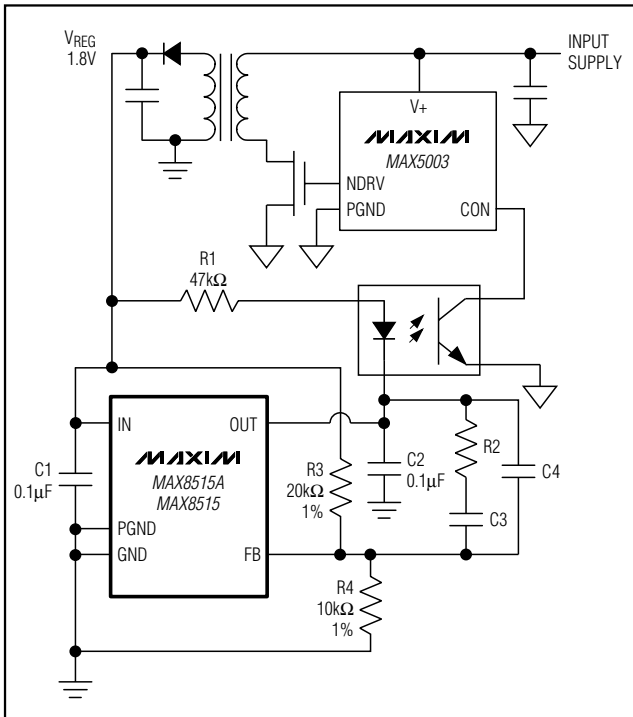 VREG
1.8V
INPUT
SUPPLY
V+
MAXIM
MAX5003
NDRV
PGND
CON
R1
47kΩ
IN
OUT
MAXIM
MAX8515A
MAX8515
PGND
GND
FB
C1
0.1µF
R3
20kΩ
1%
C2
0.1µF
R2
C3
C4
R4
10kΩ
1%